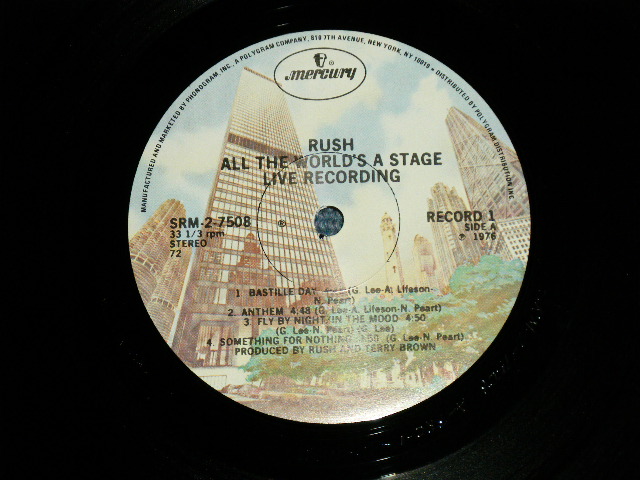 MANUFACTURED AND MARKETED BY PHONOGRAM, INC., A POLYGRAM COMPANY, 810 7TH AVENUE, NEW YORK, NY 10019 • DISTRIBUTED BY POLYGRAM DISTRIBUTION INC
mercury ®
RUSH
ALL THE WORLD'S A STAGE
LIVE RECORDING
SRM-2-7508
33 1/3 rpm
STEREO
72
℗
RECORD 1
SIDE A
℗ 1976
1. BASTILLE DAY (G. Lee-A. Lifeson-
N. Peart)
2. ANTHEM 4:48 (G. Lee-A. Lifeson-N. Peart)
3. FLY BY NIGHT/IN THE MOOD 4:50
(G. Lee-N. Peart) (G. Lee)
4. SOMETHING FOR NOTHING (G. Lee-N. Peart)
PRODUCED BY RUSH AND TERRY BROWN